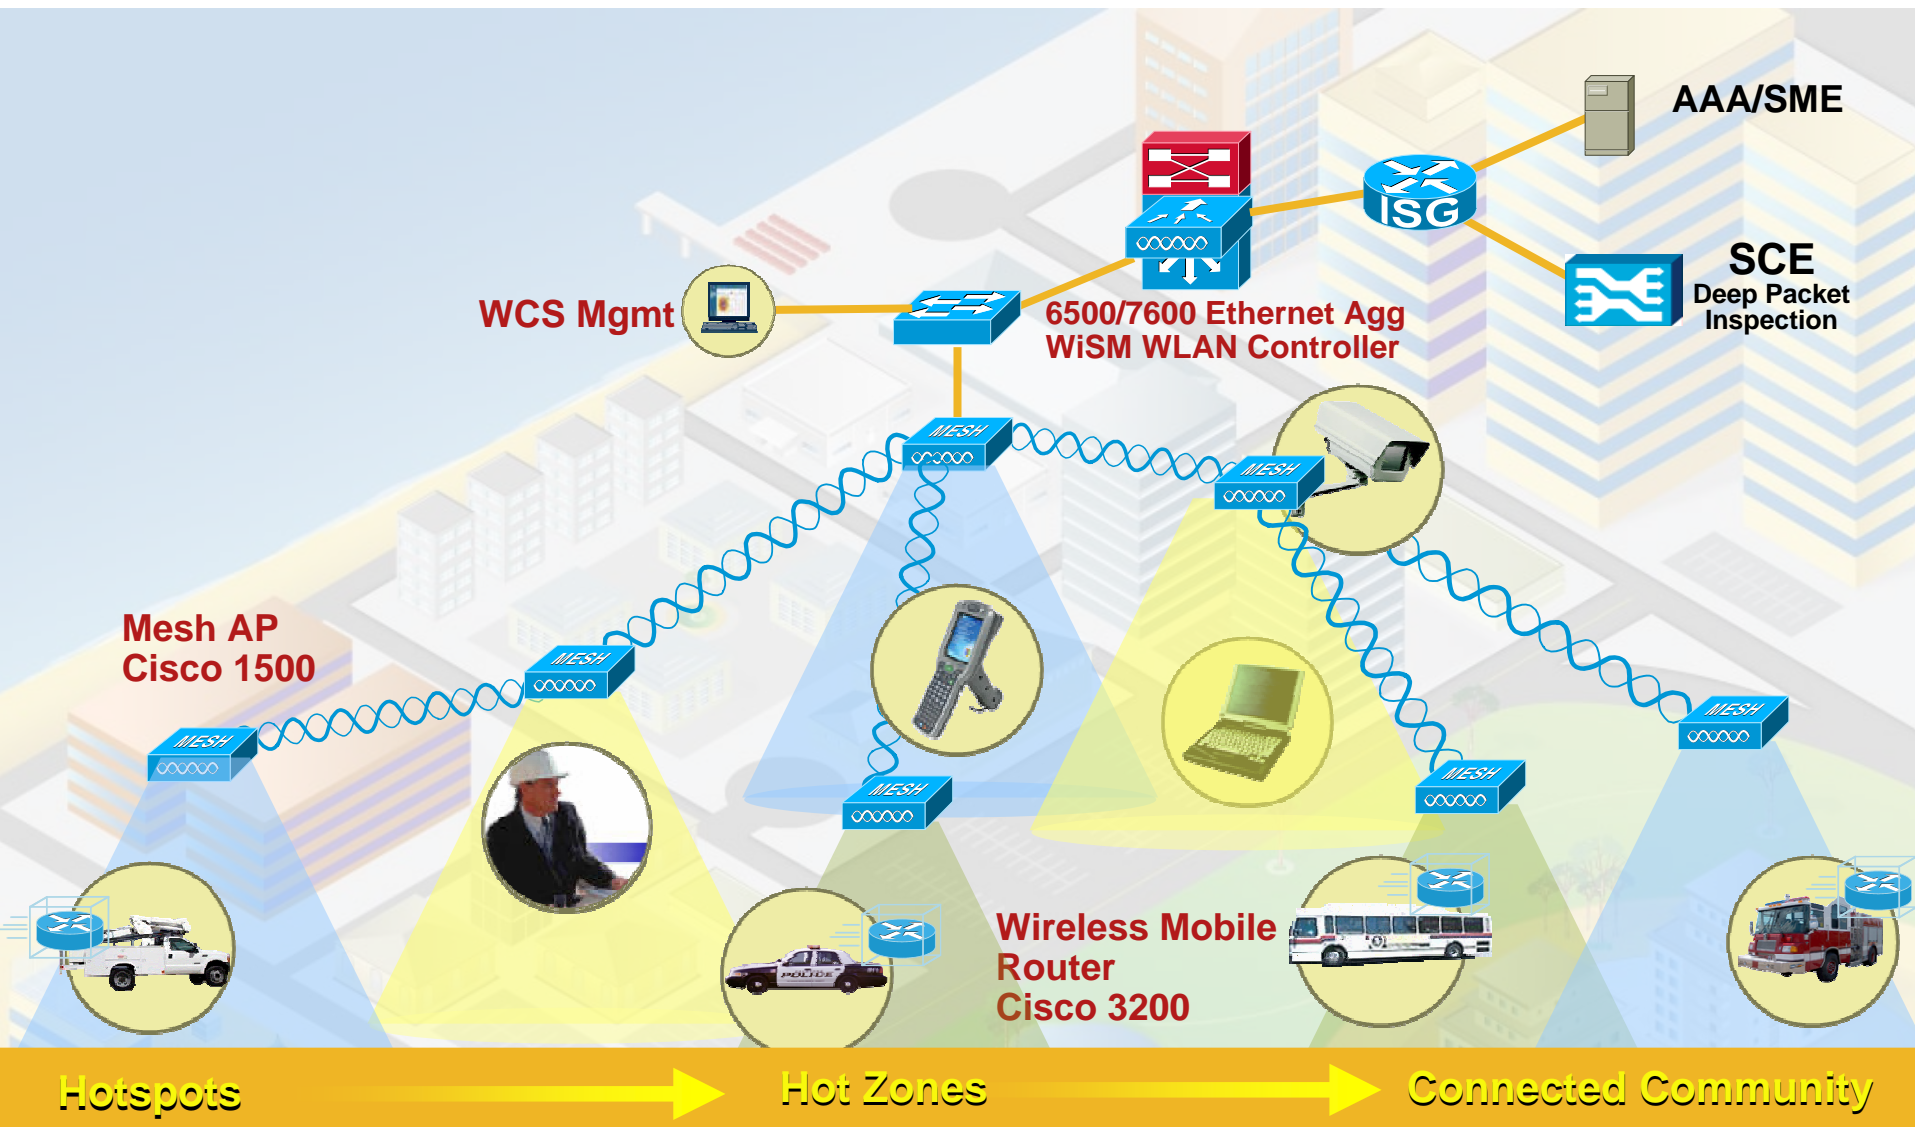 AAA/SME
ISG
SCE
Deep Packet
Inspection
WCS Mgmt
6500/7600 Ethernet Agg
WiSM WLAN Controller
MESH
MESH
Mesh AP
Cisco 1500
MESH
MESH
MESH
MESH
MESH
POLICE
Wireless Mobile
Router
Cisco 3200
Hotspots
Hot Zones
Connected Community